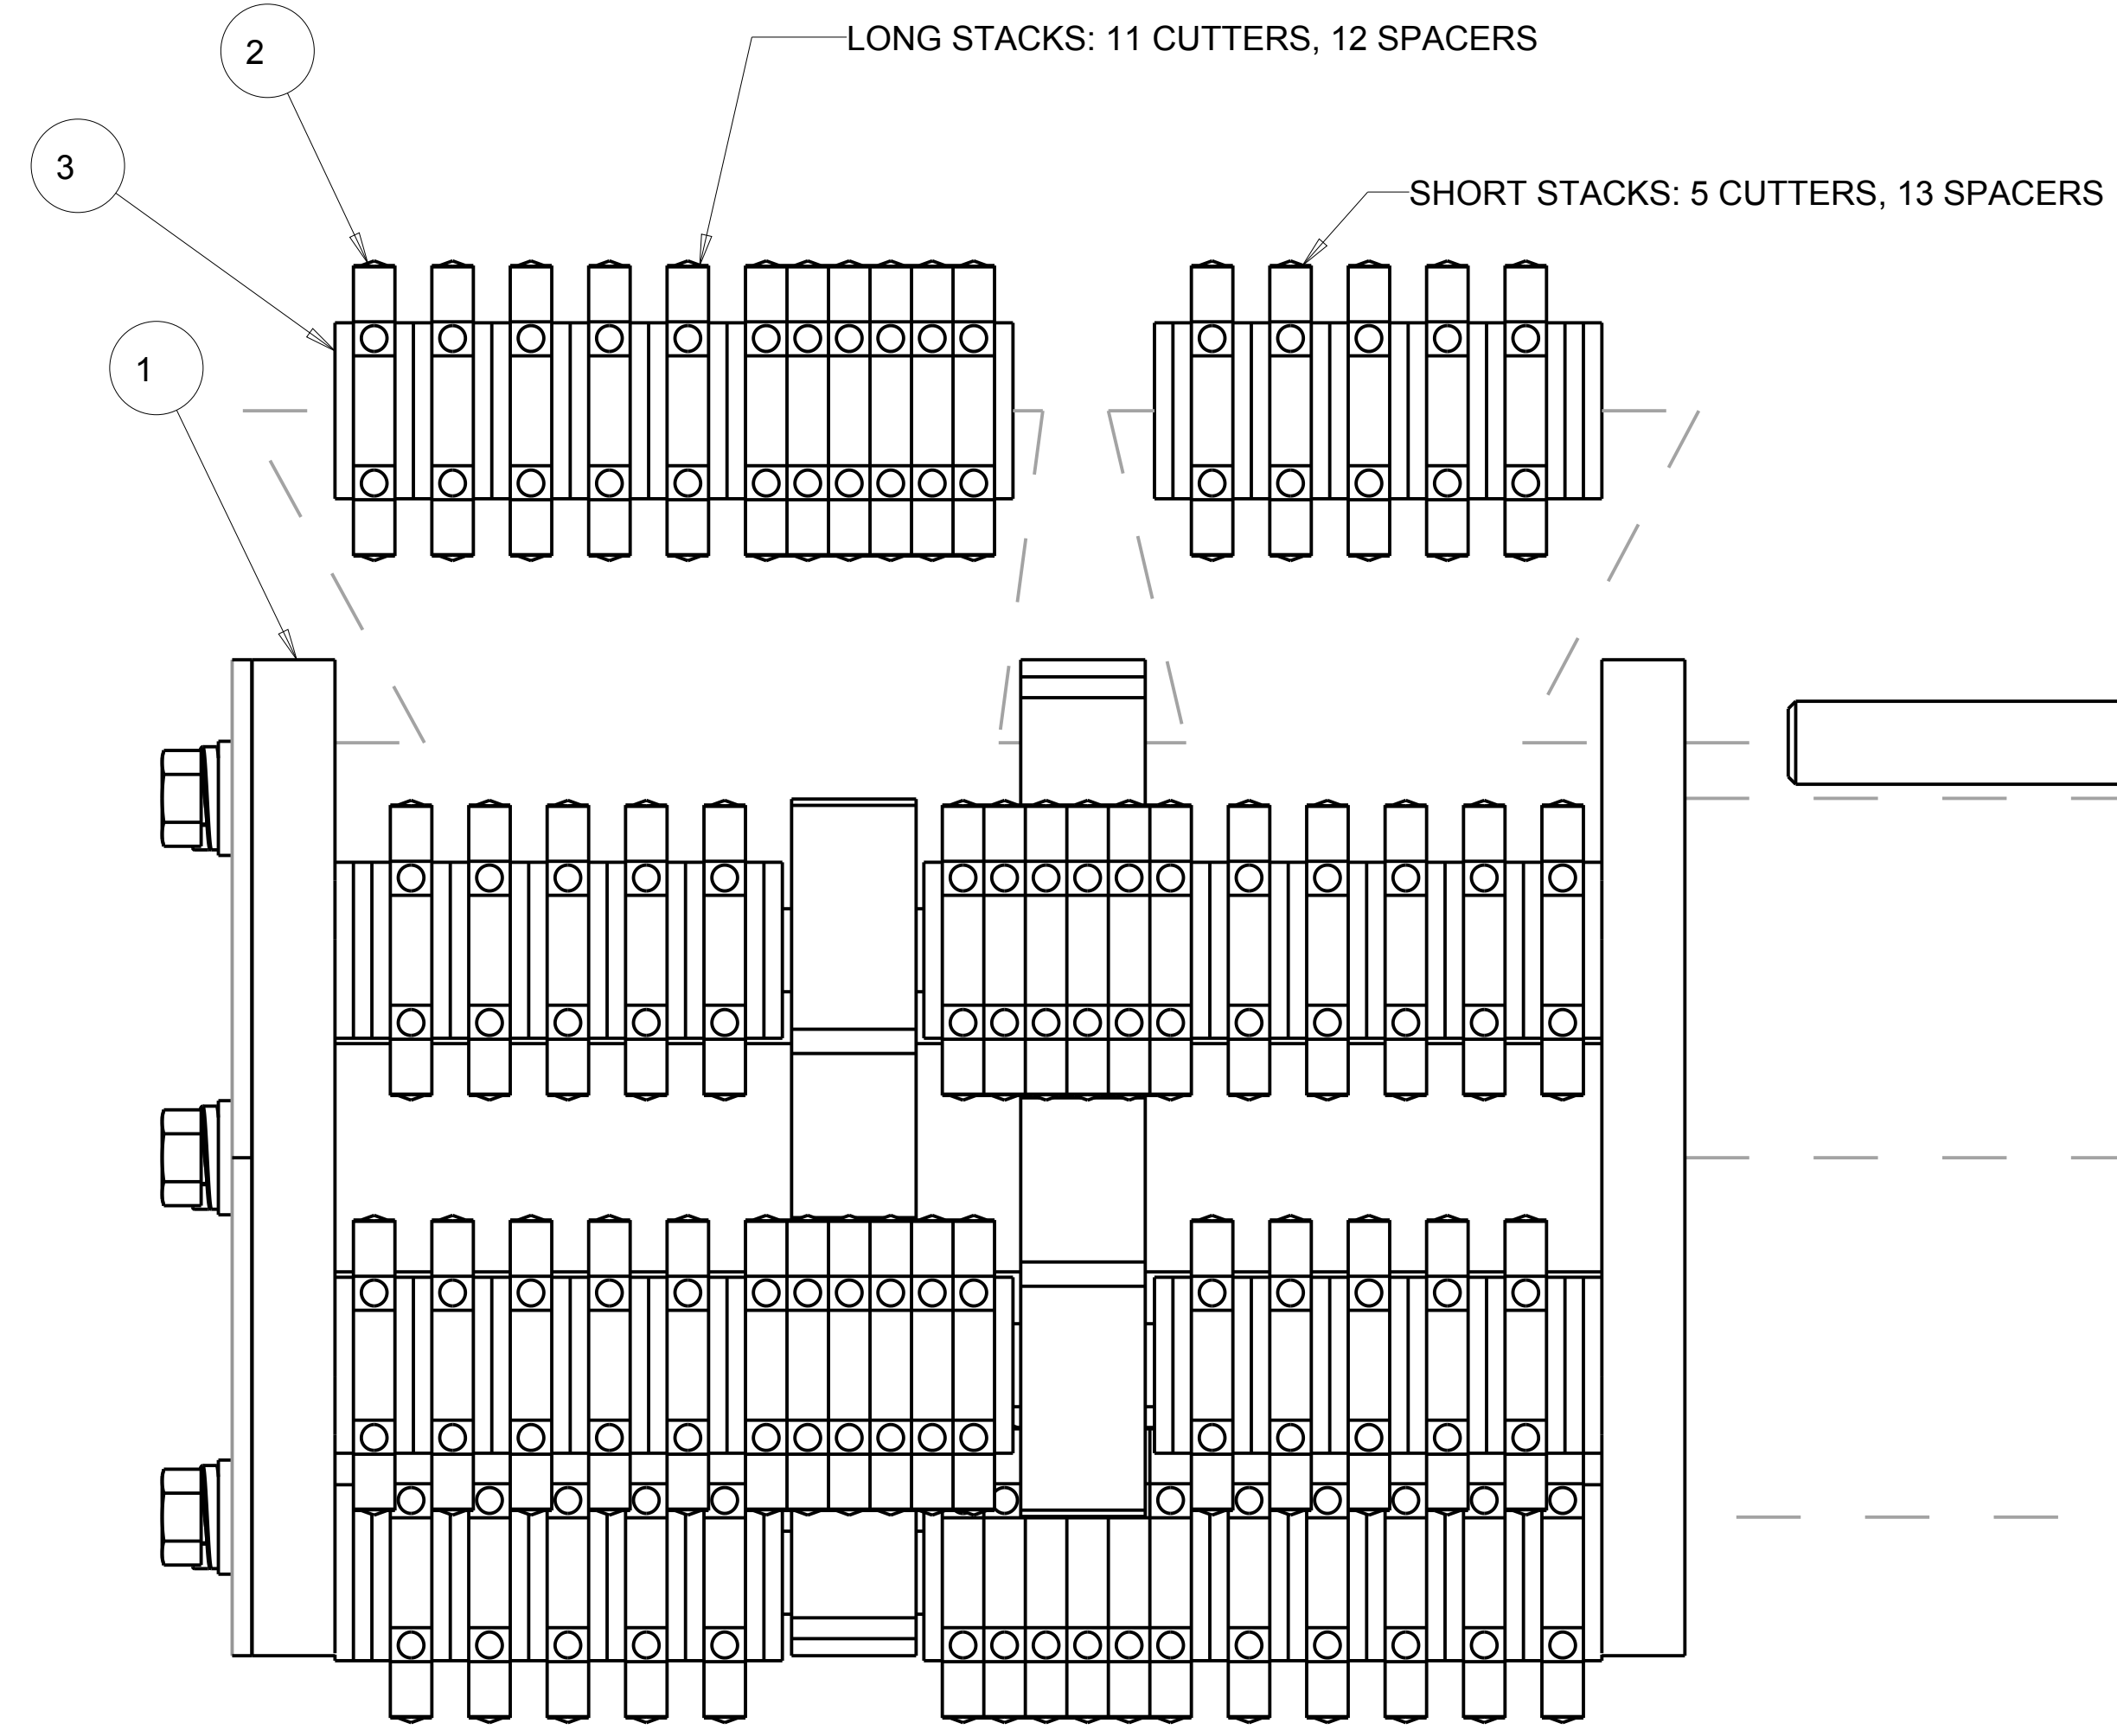 2
LONG STACKS: 11 CUTTERS, 12 SPACERS
3
SHORT STACKS: 5 CUTTERS, 13 SPACERS
1